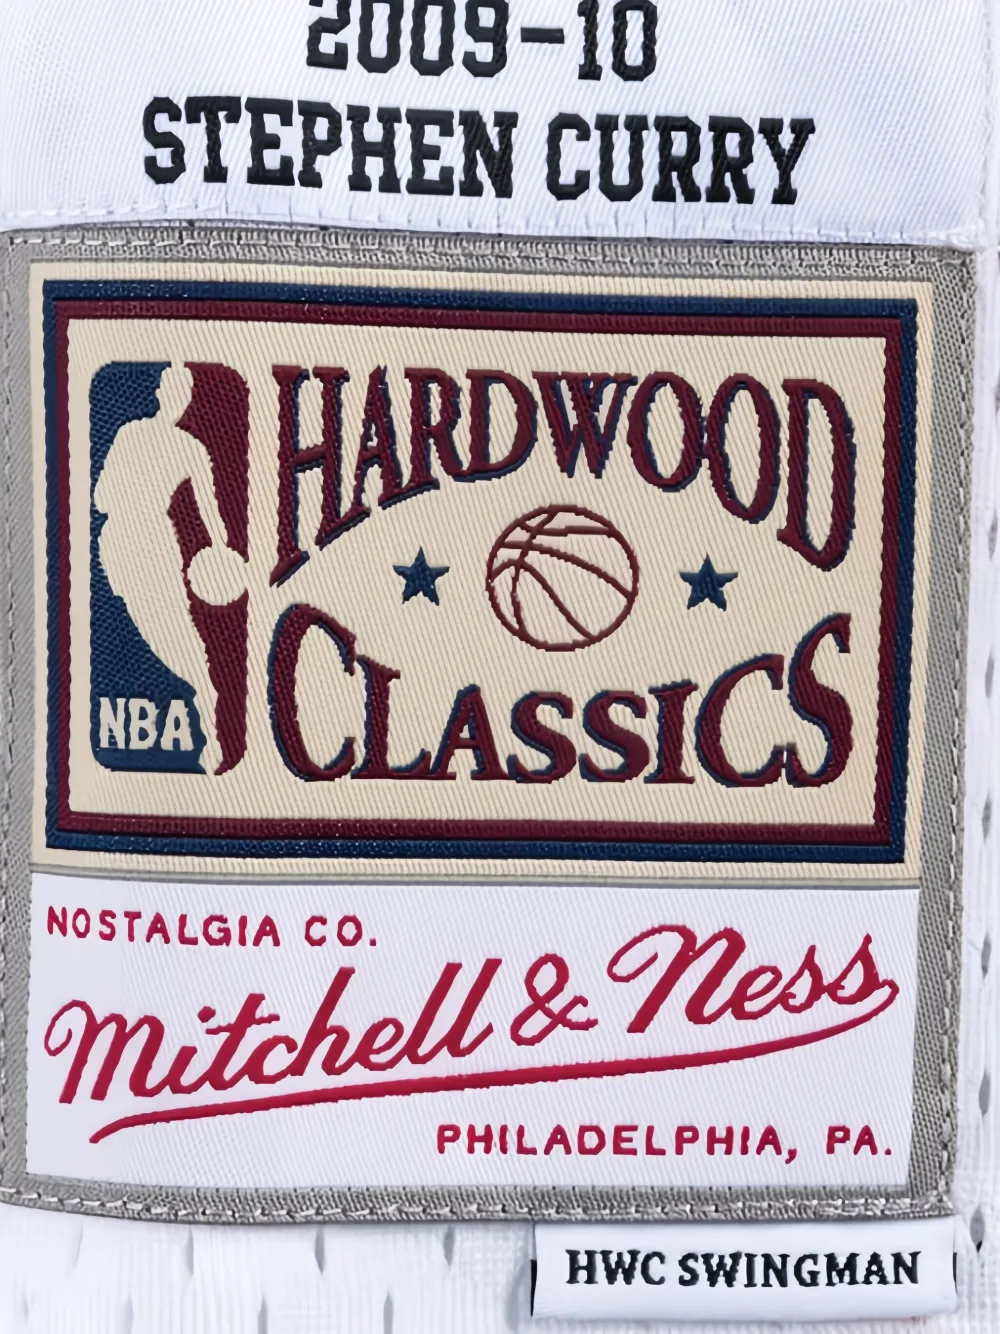 2009-10
STEPHEN CURRY
HARDWOOD
CLASSICS
NBA
NOSTALGIA CO.
Mitchell & Ness
PHILADELPHIA, PA.
HWC SWINGMAN